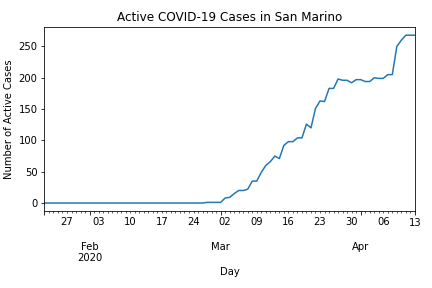 Active COVID-19 Cases in San Marino
Number of Active Cases
250
200
150
100
50
0
27 03 10 17 24 02 09 16 23 30 06 13
Feb Mar Apr
2020
Day